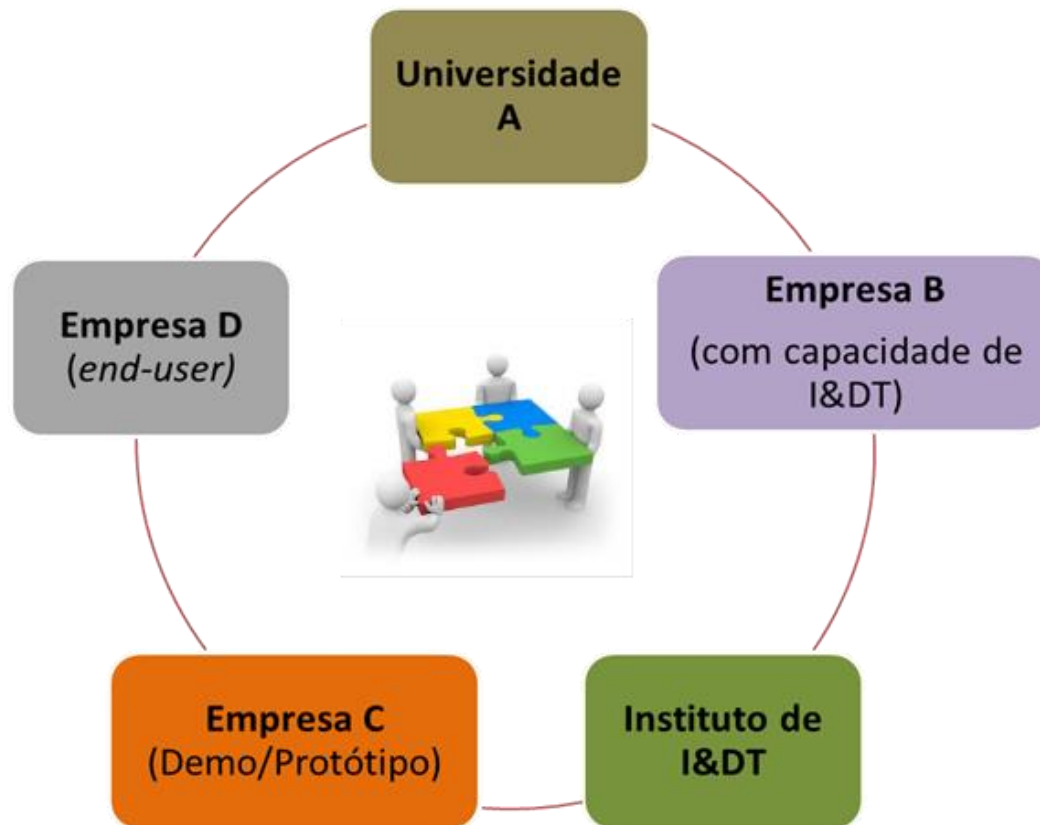 Universidade
A
Empresa B
(com capacidade de
I&DT)
Instituto de
I&DT
Empresa C
(Demo/Protótipo)
Empresa D
(end-user)